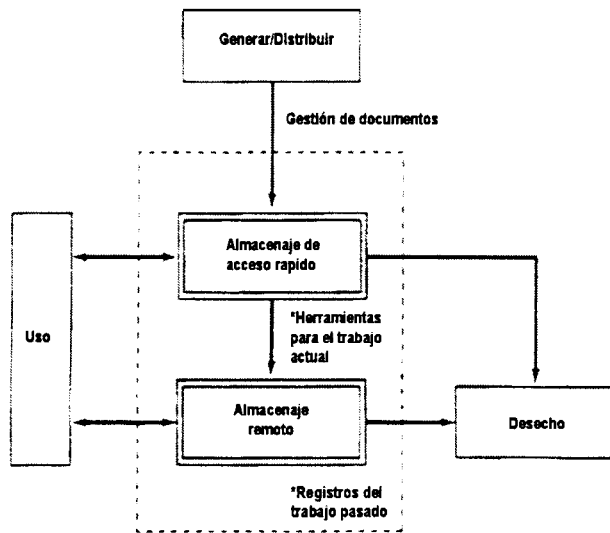 Generar/Distribuir
Gestión de documentos
Almacenaje de
acceso rapido
*Herramientas
para el trabajo
actual
Uso
Almacenaje
remoto
Desecho
*Registros del
trabajo pasado